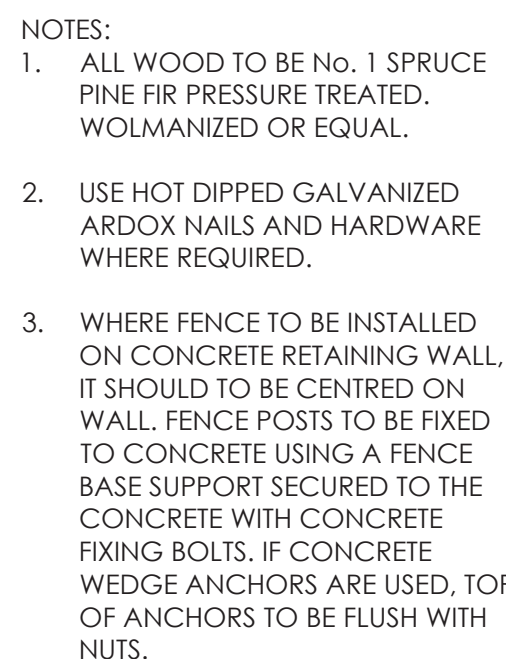 NOTES:
1. ALL WOOD TO BE No. 1 SPRUCE
PINE FIR PRESSURE TREATED.
WOLMANIZED OR EQUAL.
2. USE HOT DIPPED GALVANIZED
ARDOX NAILS AND HARDWARE
WHERE REQUIRED.
3. WHERE FENCE TO BE INSTALLED
ON CONCRETE RETAINING WALL,
IT SHOULD TO BE CENTRED ON
WALL. FENCE POSTS TO BE FIXED
TO CONCRETE USING A FENCE
BASE SUPPORT SECURED TO THE
CONCRETE WITH CONCRETE
FIXING BOLTS. IF CONCRETE
WEDGE ANCHORS ARE USED, TOP
OF ANCHORS TO BE FLUSH WITH
NUTS.